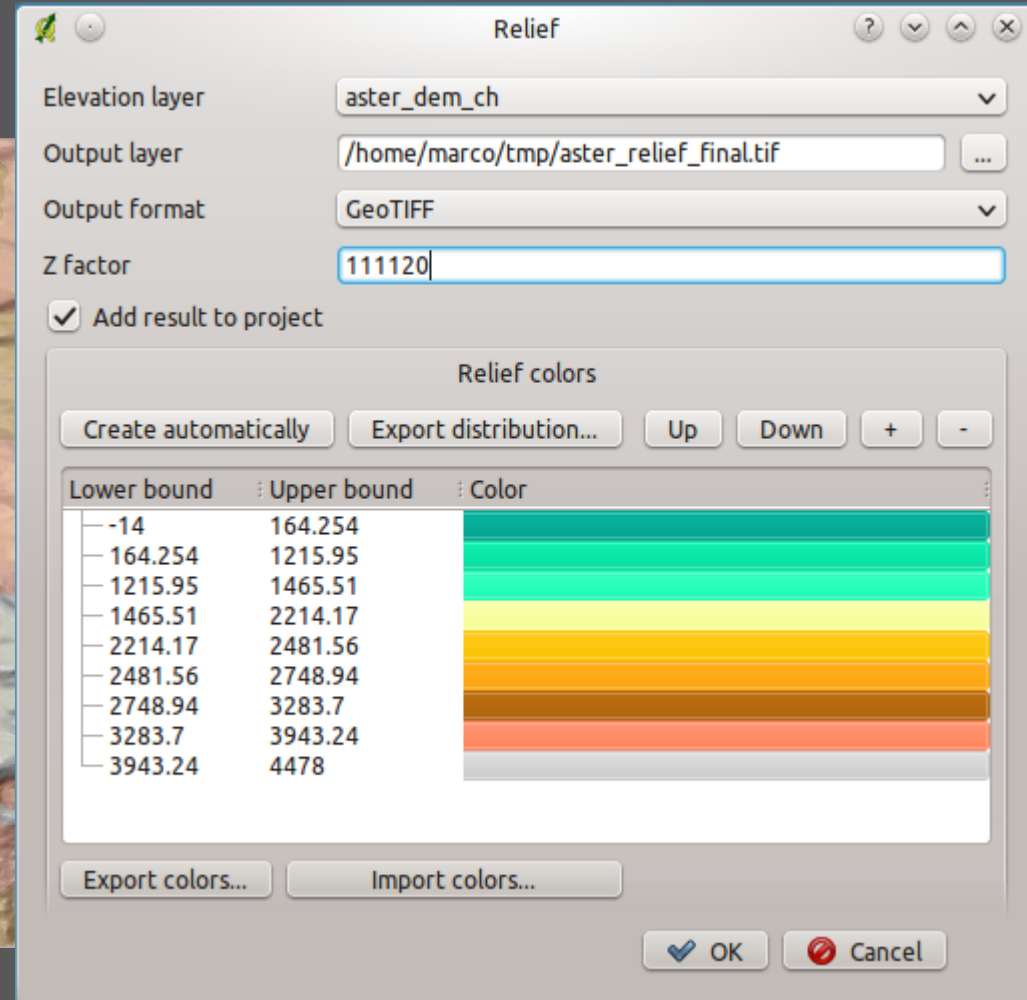 Relief
Elevation layer aster_dem_ch
Output layer /home/marco/tmp/aster_relief_final.tif ...
Output format GeoTIFF
Z factor 111120
Add result to project
Relief colors
Create automatically Export distribution... Up Down + -
Lower bound Upper bound Color
-14 164.254
164.254 1215.95
1215.95 1465.51
1465.51 2214.17
2214.17 2481.56
2481.56 2748.94
2748.94 3283.7
3283.7 3943.24
3943.24 4478
Export colors... Import colors...
OK Cancel